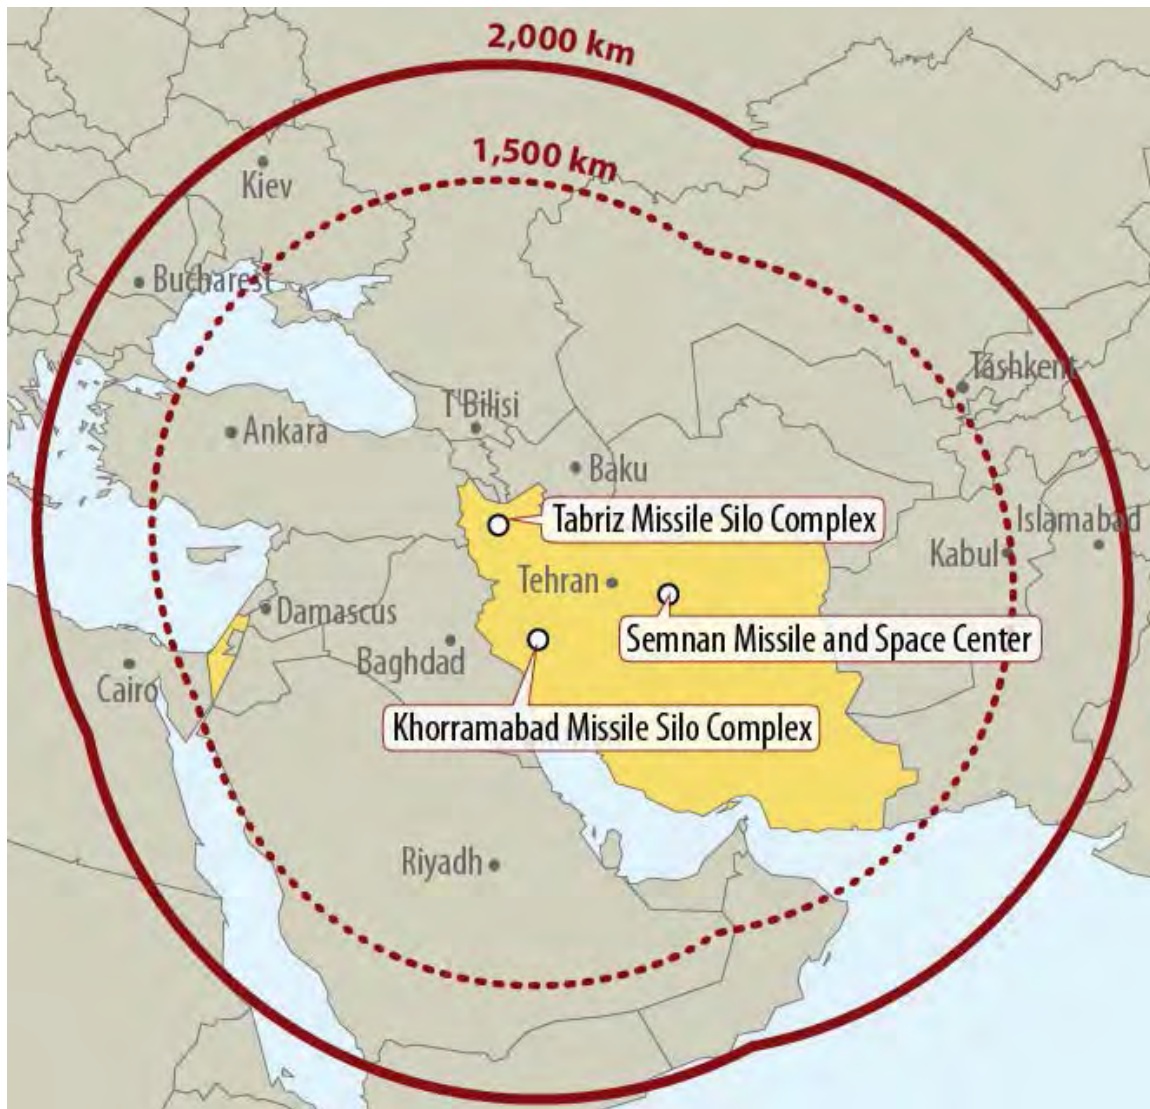 2,000 km
1,500 km
Kiev
Bucharest
Tashkent
T'Bilisi
Ankara
Baku
Tabriz Missile Silo Complex
Islamabad
Kabul
Tehran
Damascus
Semnan Missile and Space Center
Baghdad
Cairo
Khorramabad Missile Silo Complex
Riyadh